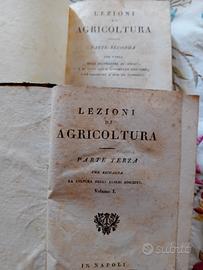 LEZIONI
DI
AGRICOLTURA
PARTE SECONDA
LEZIONI
DI
AGRICOLTURA
PARTE TERZA
CHE RIGUARDA
LA COLTURA DEGLI ALBERI
Volume I.
IN NAPOLI
subito